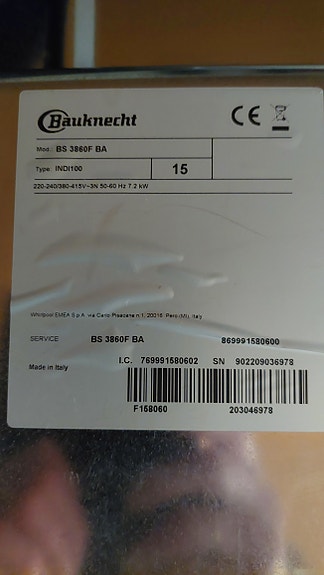 Bauknecht
Mod.: BS 3860F BA
Type: INDI100 15
220-240/380-415V~3N 50-60 Hz 7.2 kW
Whirlpool EMEA S.p.A. via Carlo Pisacane n.1, 20016 Pero(MI), Italy
SERVICE BS 3860F BA 869991580600
I.C. 769991580602 SN 902209036978
Made in Italy
F158060 203046978